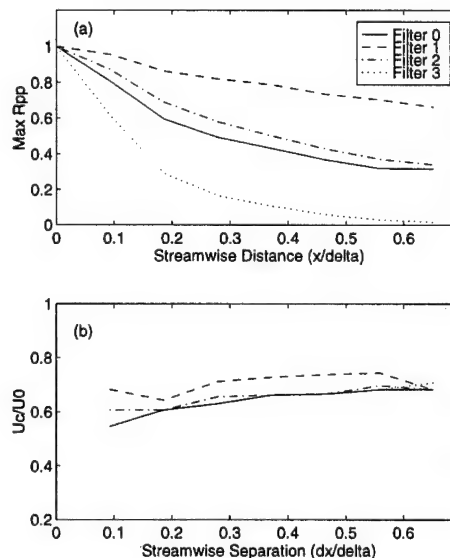 (a)
Filter 0
Filter 1
Filter 2
Filter 3
Max Rpp
1
0.8
0.6
0.4
0.2
0
0 0.1 0.2 0.3 0.4 0.5 0.6
Streamwise Distance (x/delta)
(b)
Uc/U0
1
0.8
0.6
0.4
0.2
0 0.1 0.2 0.3 0.4 0.5 0.6
Streamwise Separation (dx/delta)